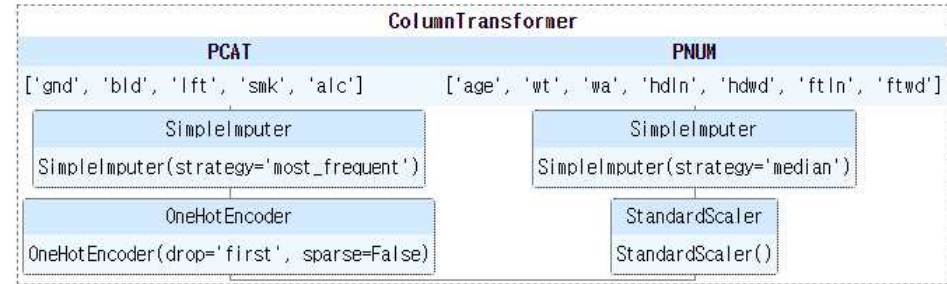 ColumnTransformer
PCAT
PNUM
['gnd', 'bld', 'lft', 'smk', 'alc']
['age', 'wt', 'wa', 'hdln', 'hdwd', 'ftln', 'ftwd']
SimpleImputer
SimpleImputer
SimpleImputer(strategy='most_frequent')
SimpleImputer(strategy='median')
OneHotEncoder
StandardScaler
OneHotEncoder(drop='first', sparse=False)
StandardScaler()